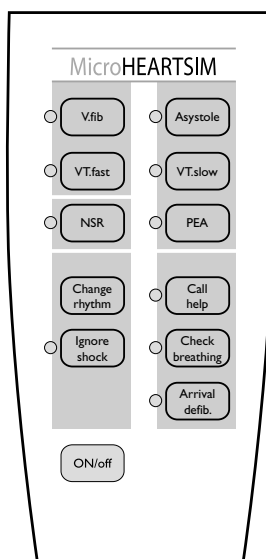 MicroHEARTSIM
V.fib
Asystole
VT.fast
VT.slow
NSR
PEA
Change
rhythm
Call
help
Ignore
shock
Check
breathing
Arrival
defib.
ON/off